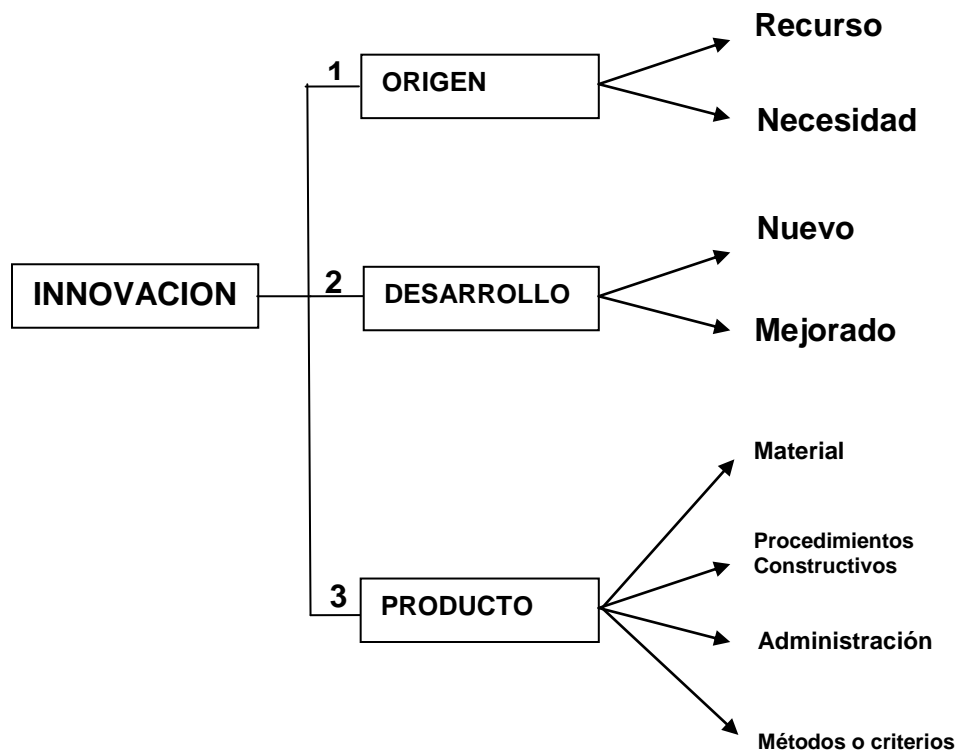 Recurso
1
ORIGEN
Necesidad
Nuevo
INNOVACION
2
DESARROLLO
Mejorado
Material
Procedimientos
Constructivos
3
PRODUCTO
Administración
Métodos o criterios